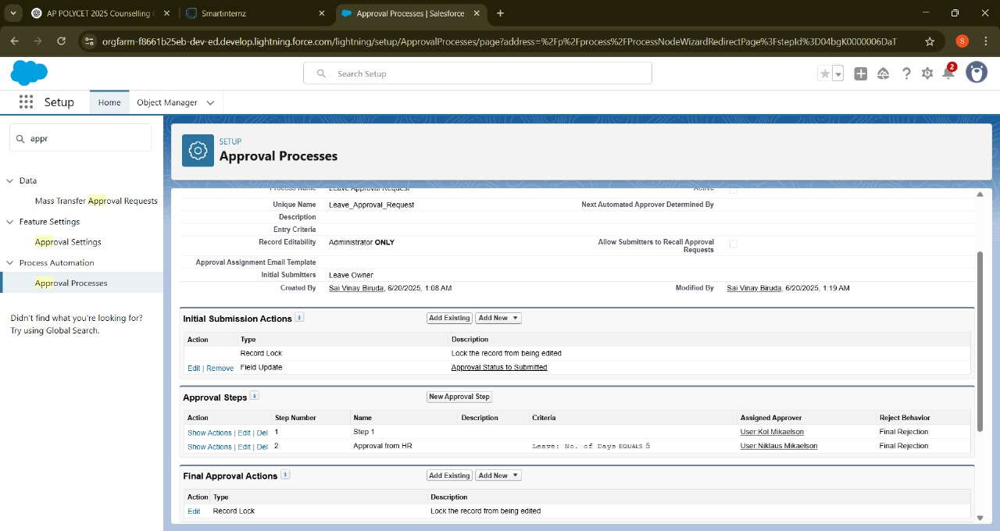 AP POLYCET 2025 Counselling
Smartinternz
Approval Processes | Salesforce
orgfarm-f8661b25eb-dev-ed.develop.lightning.force.com/lightning/setup/ApprovalProcesses/page?address=%2Fp%2Fprocess%2FProcessNodeWizardRedirectPage%3FstepId%3D04bgK0000006DaT
S
Search Setup
2
Setup
Home
Object Manager
appr
Data
Mass Transfer Approval Requests
Feature Settings
Approval Settings
Process Automation
Approval Processes
Didn't find what you're looking for?
Try using Global Search.
SETUP
Approval Processes
Process Name Leave Approval Request Active
Unique Name Leave_Approval_Request Next Automated Approver Determined By
Description
Entry Criteria
Record Editability Administrator ONLY Allow Submitters to Recall Approval
Requests
Approval Assignment Email Template
Initial Submitters Leave Owner
Created By Sai Vinay Biruda, 6/20/2025, 1:08 AM Modified By Sai Vinay Biruda, 6/20/2025, 1:19 AM
Initial Submission Actions i Add Existing Add New
Action Type Description
Record Lock Lock the record from being edited
Edit | Remove Field Update Approval Status to Submitted
Approval Steps i New Approval Step
Action Step Number Name Description Criteria Assigned Approver Reject Behavior
Show Actions | Edit | Del 1 Step 1 User:Kol Mikaelson Final Rejection
Show Actions | Edit | Del 2 Approval from HR Leave: No. of Days EQUALS 5 User:Niklaus Mikaelson Final Rejection
Final Approval Actions i Add Existing Add New
Action Type Description
Edit Record Lock Lock the record from being edited